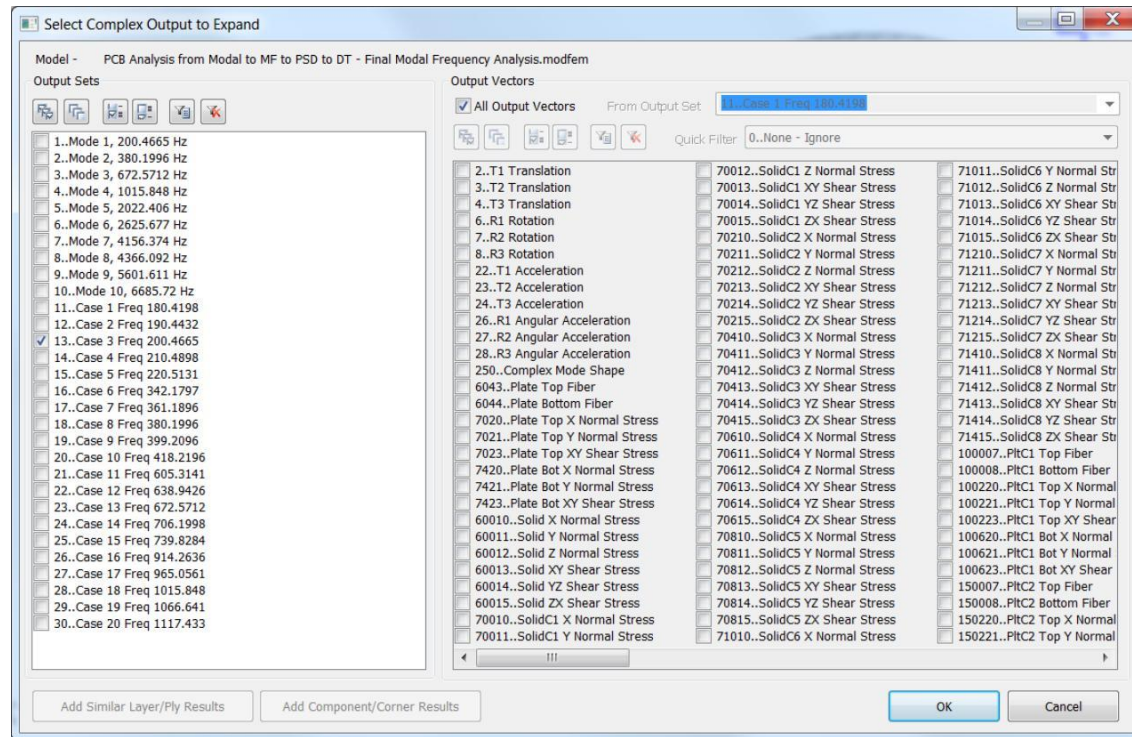 Select Complex Output to Expand
Model - PCB Analysis from Modal to MF to PSD to DT - Final Modal Frequency Analysis.modfem
Output Sets
1..Mode 1, 200.4665 Hz
2..Mode 2, 380.1996 Hz
3..Mode 3, 672.5712 Hz
4..Mode 4, 1015.848 Hz
5..Mode 5, 2022.406 Hz
6..Mode 6, 2625.677 Hz
7..Mode 7, 4156.374 Hz
8..Mode 8, 4366.092 Hz
9..Mode 9, 5601.611 Hz
10..Mode 10, 6685.72 Hz
11..Case 1 Freq 180.4198
12..Case 2 Freq 190.4432
13..Case 3 Freq 200.4665
14..Case 4 Freq 210.4898
15..Case 5 Freq 220.5131
16..Case 6 Freq 342.1797
17..Case 7 Freq 361.1896
18..Case 8 Freq 380.1996
19..Case 9 Freq 399.2096
20..Case 10 Freq 418.2196
21..Case 11 Freq 605.3141
22..Case 12 Freq 638.9426
23..Case 13 Freq 672.5712
24..Case 14 Freq 706.1998
25..Case 15 Freq 739.8284
26..Case 16 Freq 914.2636
27..Case 17 Freq 965.0561
28..Case 18 Freq 1015.848
29..Case 19 Freq 1066.641
30..Case 20 Freq 1117.433
Output Vectors
All Output Vectors From Output Set 11..Case 1 Freq 180.4198
Quick Filter 0..None - Ignore
2..T1 Translation
3..T2 Translation
4..T3 Translation
6..R1 Rotation
7..R2 Rotation
8..R3 Rotation
22..T1 Acceleration
23..T2 Acceleration
24..T3 Acceleration
26..R1 Angular Acceleration
27..R2 Angular Acceleration
28..R3 Angular Acceleration
250..Complex Mode Shape
6043..Plate Top Fiber
6044..Plate Bottom Fiber
7020..Plate Top X Normal Stress
7021..Plate Top Y Normal Stress
7023..Plate Top XY Shear Stress
7420..Plate Bot X Normal Stress
7421..Plate Bot Y Normal Stress
7423..Plate Bot XY Shear Stress
60010..Solid X Normal Stress
60011..Solid Y Normal Stress
60012..Solid Z Normal Stress
60013..Solid XY Shear Stress
60014..Solid YZ Shear Stress
60015..Solid ZX Shear Stress
70010..SolidC1 X Normal Stress
70011..SolidC1 Y Normal Stress
70012..SolidC1 Z Normal Stress
70013..SolidC1 XY Shear Stress
70014..SolidC1 YZ Shear Stress
70015..SolidC1 ZX Shear Stress
70210..SolidC2 X Normal Stress
70211..SolidC2 Y Normal Stress
70212..SolidC2 Z Normal Stress
70213..SolidC2 XY Shear Stress
70214..SolidC2 YZ Shear Stress
70215..SolidC2 ZX Shear Stress
70410..SolidC3 X Normal Stress
70411..SolidC3 Y Normal Stress
70412..SolidC3 Z Normal Stress
70413..SolidC3 XY Shear Stress
70414..SolidC3 YZ Shear Stress
70415..SolidC3 ZX Shear Stress
70610..SolidC4 X Normal Stress
70611..SolidC4 Y Normal Stress
70612..SolidC4 Z Normal Stress
70613..SolidC4 XY Shear Stress
70614..SolidC4 YZ Shear Stress
70615..SolidC4 ZX Shear Stress
70810..SolidC5 X Normal Stress
70811..SolidC5 Y Normal Stress
70812..SolidC5 Z Normal Stress
70813..SolidC5 XY Shear Stress
70814..SolidC5 YZ Shear Stress
70815..SolidC5 ZX Shear Stress
71010..SolidC6 X Normal Stress
71011..SolidC6 Y Normal Str
71012..SolidC6 Z Normal Str
71013..SolidC6 XY Shear Str
71014..SolidC6 YZ Shear Str
71015..SolidC6 ZX Shear Str
71210..SolidC7 X Normal Str
71211..SolidC7 Y Normal Str
71212..SolidC7 Z Normal Str
71213..SolidC7 XY Shear Str
71214..SolidC7 YZ Shear Str
71215..SolidC7 ZX Shear Str
71410..SolidC8 X Normal Str
71411..SolidC8 Y Normal Str
71412..SolidC8 Z Normal Str
71413..SolidC8 XY Shear Str
71414..SolidC8 YZ Shear Str
71415..SolidC8 ZX Shear Str
100007..PltC1 Top Fiber
100008..PltC1 Bottom Fiber
100220..PltC1 Top X Normal
100221..PltC1 Top Y Normal
100223..PltC1 Top XY Shear
100620..PltC1 Bot X Normal
100621..PltC1 Bot Y Normal
100623..PltC1 Bot XY Shear
150007..PltC2 Top Fiber
150008..PltC2 Bottom Fiber
150220..PltC2 Top X Normal
150221..PltC2 Top Y Normal
Add Similar Layer/Ply Results
Add Component/Corner Results
OK
Cancel